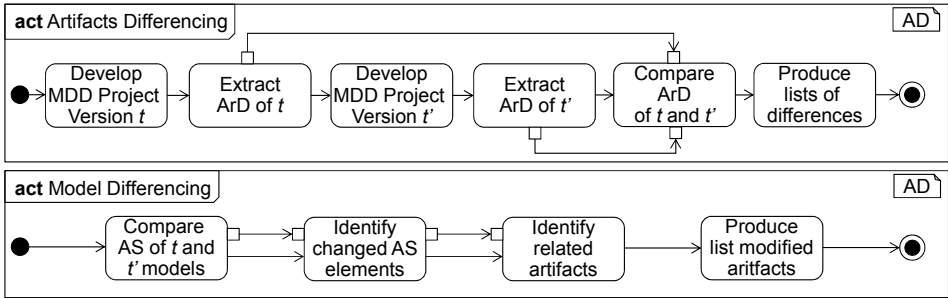 act Artifacts Differencing
AD
Develop
MDD Project
Version t
Extract
ArD of t
Develop
MDD Project
Version t'
Extract
ArD of t'
Compare
ArD
of t and t'
Produce
lists of
differences
act Model Differencing
AD
Compare
AS of t and
t' models
Identify
changed AS
elements
Identify
related
artifacts
Produce
list modified
aritfacts